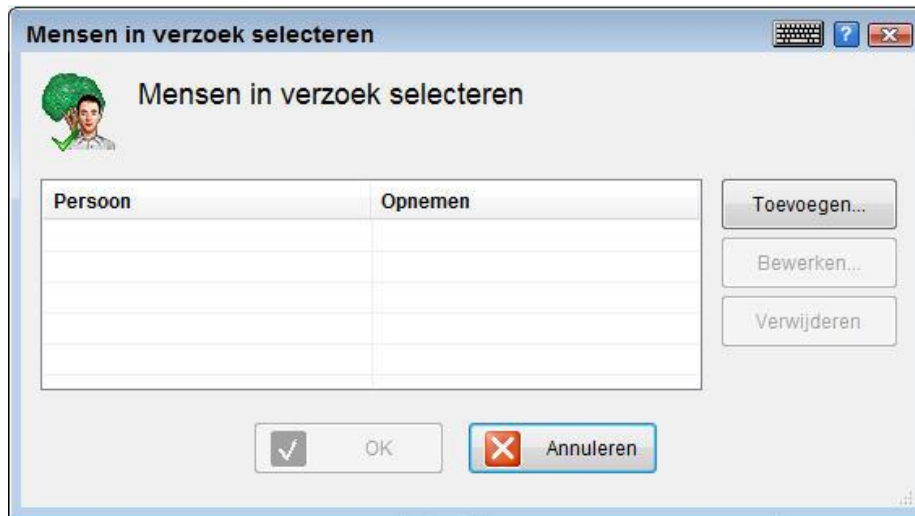 Mensen in verzoek selecteren
?
Mensen in verzoek selecteren
Persoon Opnemen
Toevoegen...
Bewerken...
Verwijderen
OK Annuleren